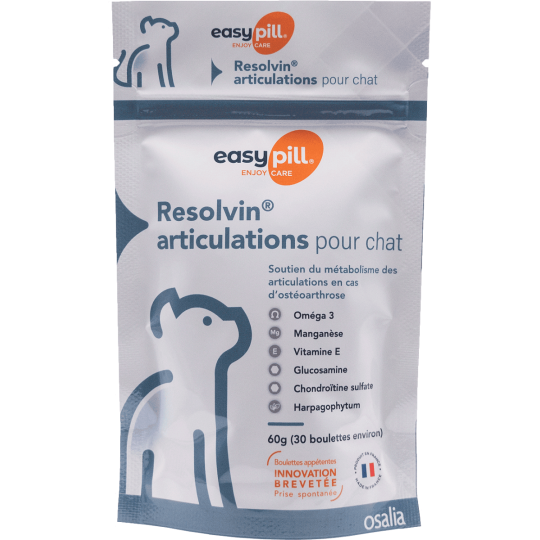 easypill®
ENJOY CARE
Resolvin®
articulations pour chat
easypill®
ENJOY CARE
Resolvin®
articulations pour chat
Soutien du métabolisme des
articulations en cas
d'ostéoarthrose
Oméga 3
Mg Manganèse
E Vitamine E
Glucosamine
Chondroïtine sulfate
Harpagophytum
60g (30 boulettes environ)
Boulettes appétentes
INNOVATION
BREVETÉE
Prise spontanée
osalia